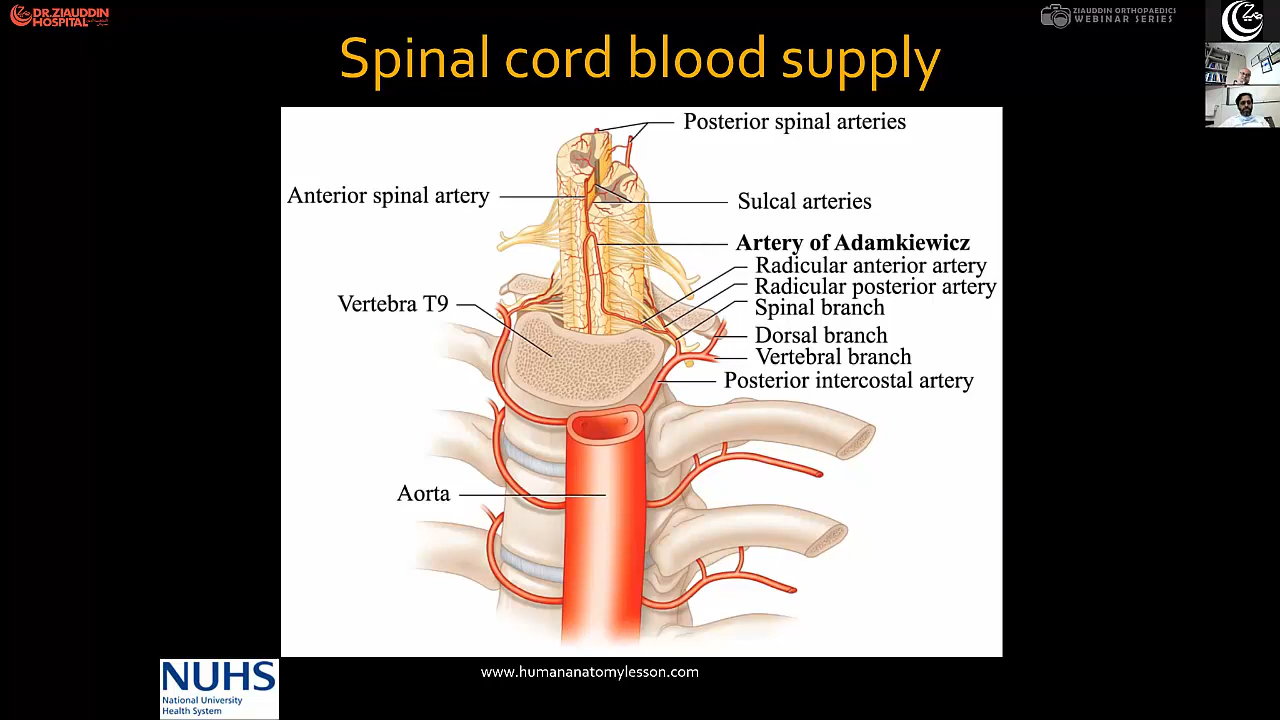 DR.ZIAUDDIN
HOSPITAL
ZIAUDDIN ORTHOPAEDICS
WEBINAR SERIES
Spinal cord blood supply
Posterior spinal arteries
Anterior spinal artery
Sulcal arteries
Artery of Adamkiewicz
Radicular anterior artery
Radicular posterior artery
Vertebra T9
Spinal branch
Dorsal branch
Vertebral branch
Posterior intercostal artery
Aorta
www.humananatomylesson.com
NUHS
National University
Health System